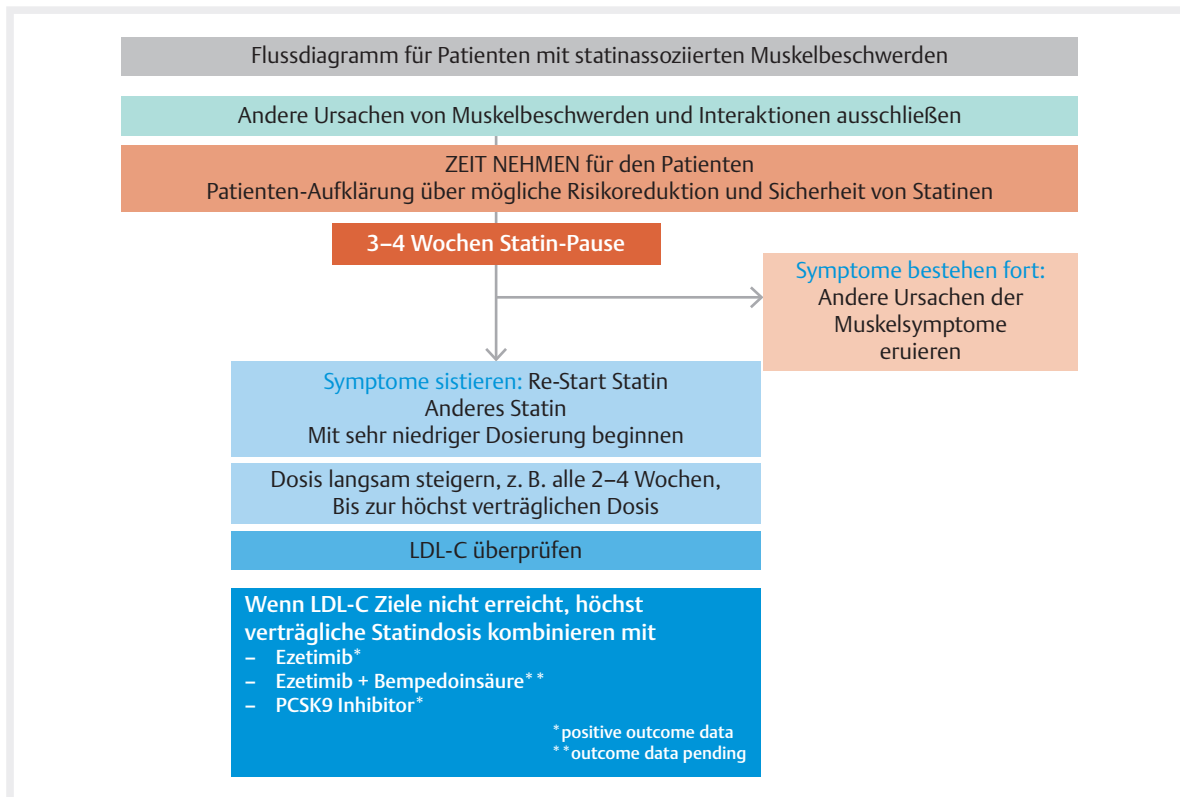 Flussdiagramm für Patienten mit statinassoziierten Muskelbeschwerden
Andere Ursachen von Muskelbeschwerden und Interaktionen ausschließen
ZEIT NEHMEN für den Patienten
Patienten-Aufklärung über mögliche Risikoreduktion und Sicherheit von Statinen
3–4 Wochen Statin-Pause
Symptome bestehen fort:
Andere Ursachen der
Muskelsymptome
eruieren
Symptome sistieren: Re-Start Statin
Anderes Statin
Mit sehr niedriger Dosierung beginnen
Dosis langsam steigern, z. B. alle 2–4 Wochen,
Bis zur höchst verträglichen Dosis
LDL-C überprüfen
Wenn LDL-C Ziele nicht erreicht, höchst
verträgliche Statindosis kombinieren mit
– Ezetimib*
– Ezetimib + Bempedoinsäure**
– PCSK9 Inhibitor*
*positive outcome data
**outcome data pending